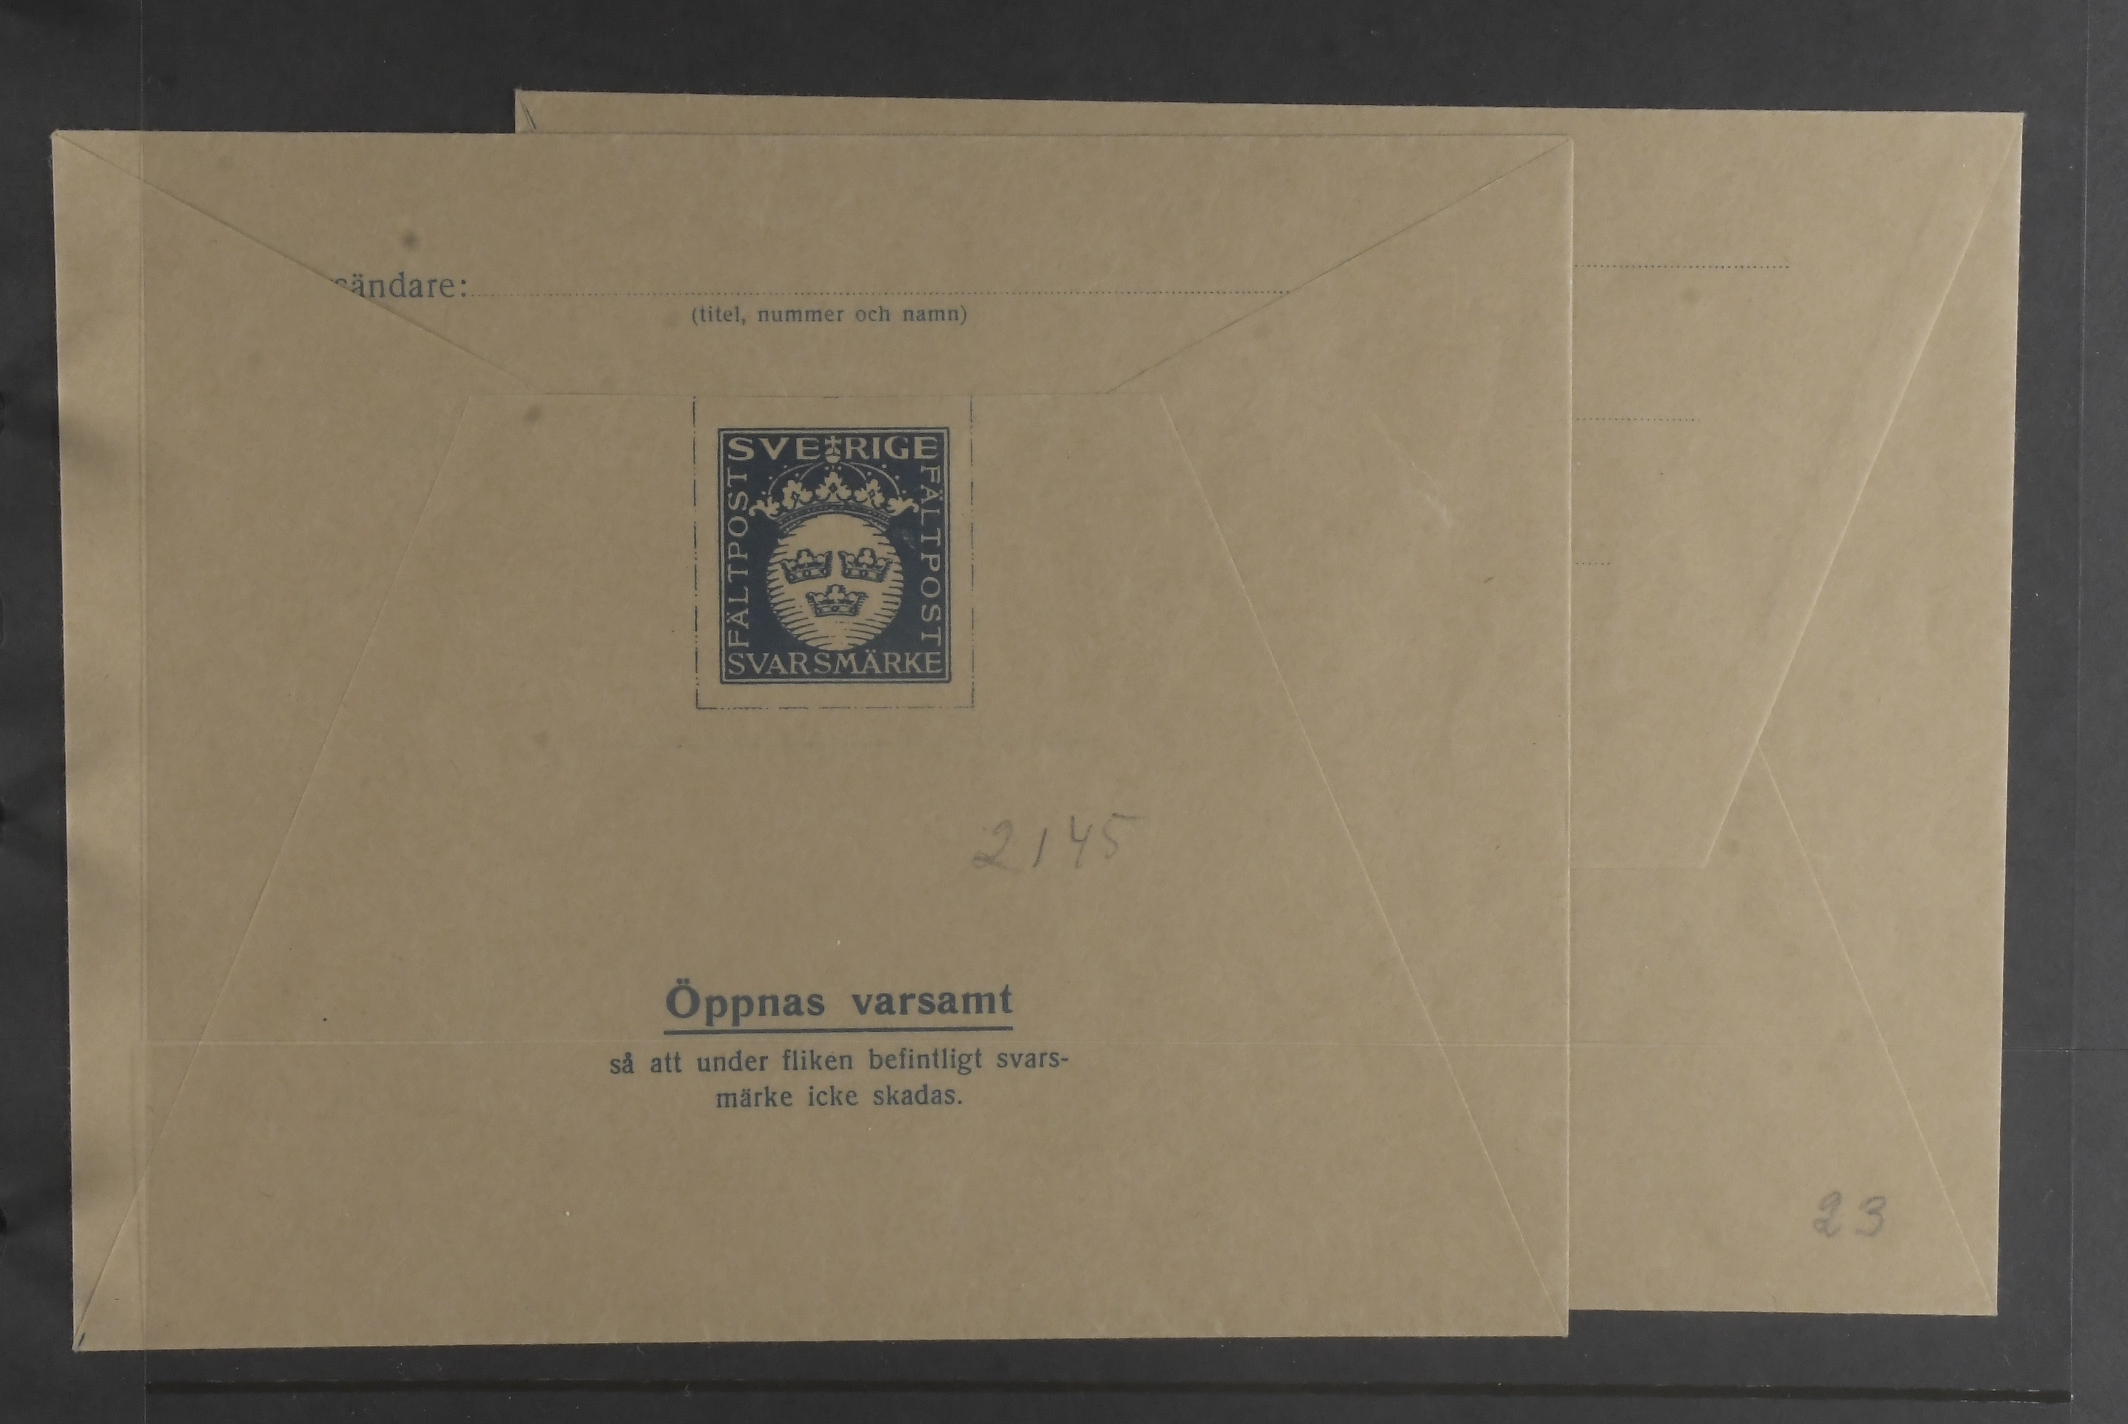 sändare:
(titel, nummer och namn)
SVERIGE
FÄLTPOST
FÄLTPOST
SVARSMÄRKE
2145
Öppnas varsamt
så att under fliken befintligt svars-
märke icke skadas.
23